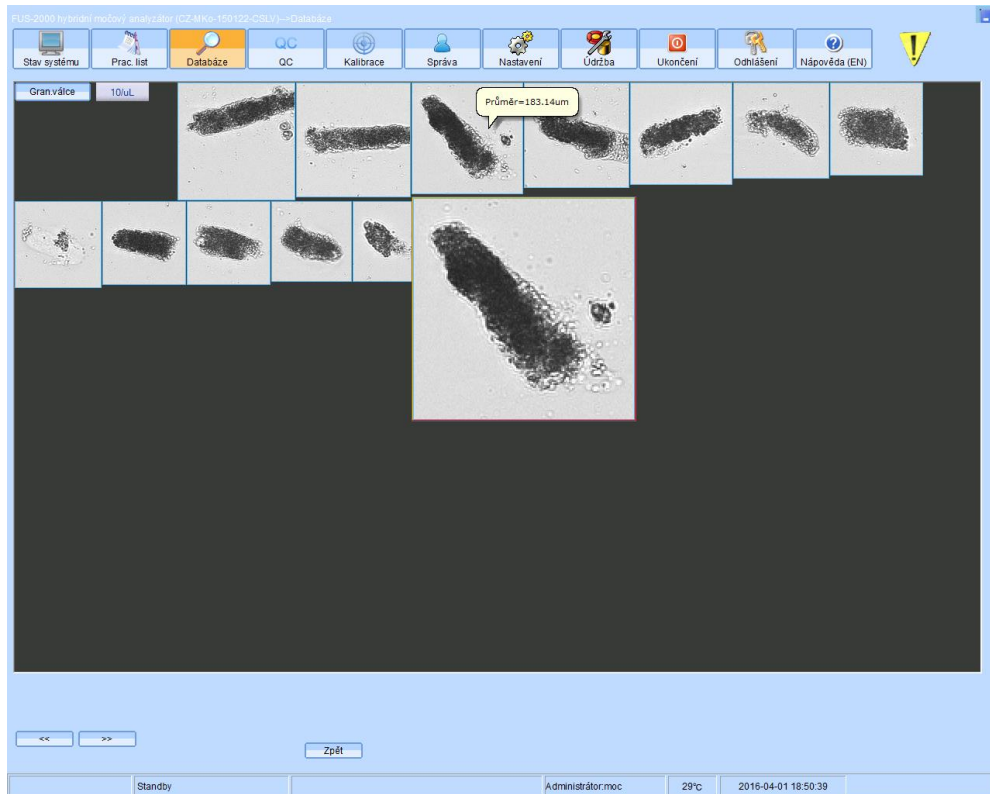 FUS-2000 hybridní močový analyzátor (CZ-MKo-150122-CSLV)-->Databáze
QC
Stav systému Prac. list Databáze QC Kalibrace Správa Nastavení Údržba Ukončení Odhlášení Nápověda (EN)
Gran.válce 10/uL
Průměr=183.14um
<< >>
Zpět
Standby Administrátor:moc 29°C 2016-04-01 18:50:39